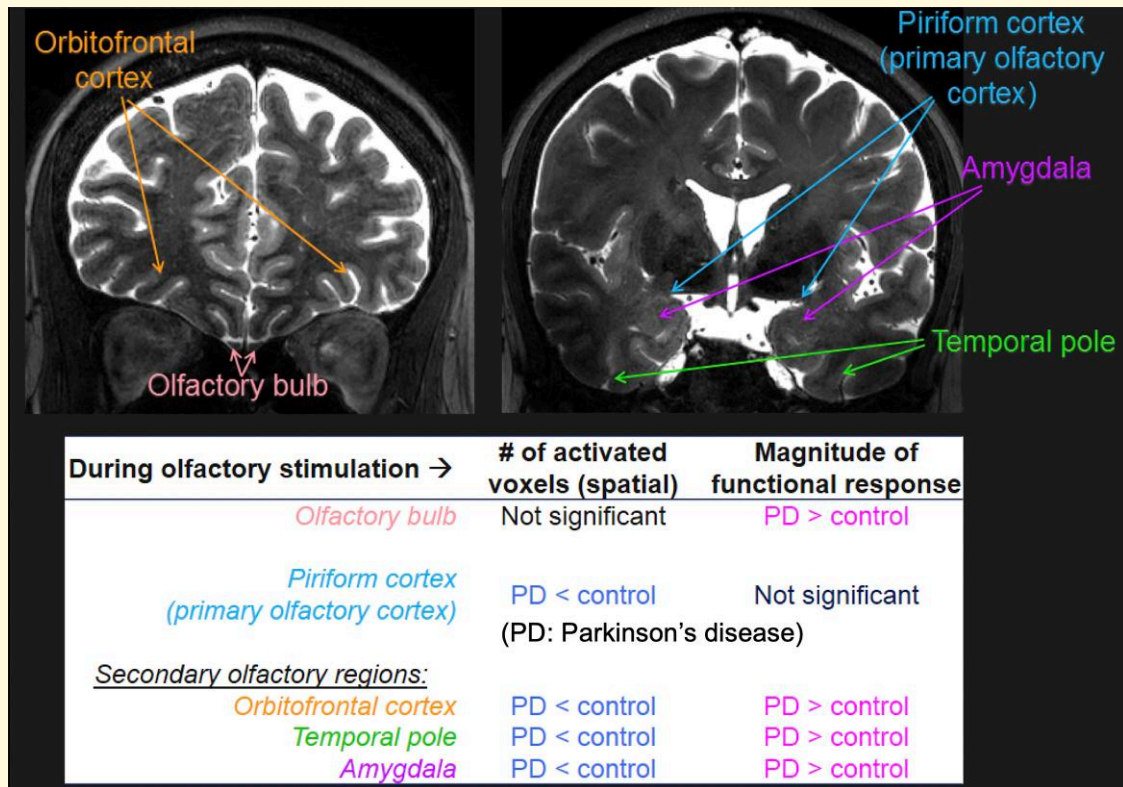 Orbitofrontal
cortex
Olfactory bulb
Piriform cortex
(primary olfactory
cortex)
Amygdala
Temporal pole
During olfactory stimulation → # of activated voxels (spatial) Magnitude of functional response
Olfactory bulb Not significant PD > control
Piriform cortex
(primary olfactory cortex) PD < control Not significant
(PD: Parkinson's disease)
Secondary olfactory regions:
Orbitofrontal cortex PD < control PD > control
Temporal pole PD < control PD > control
Amygdala PD < control PD > control